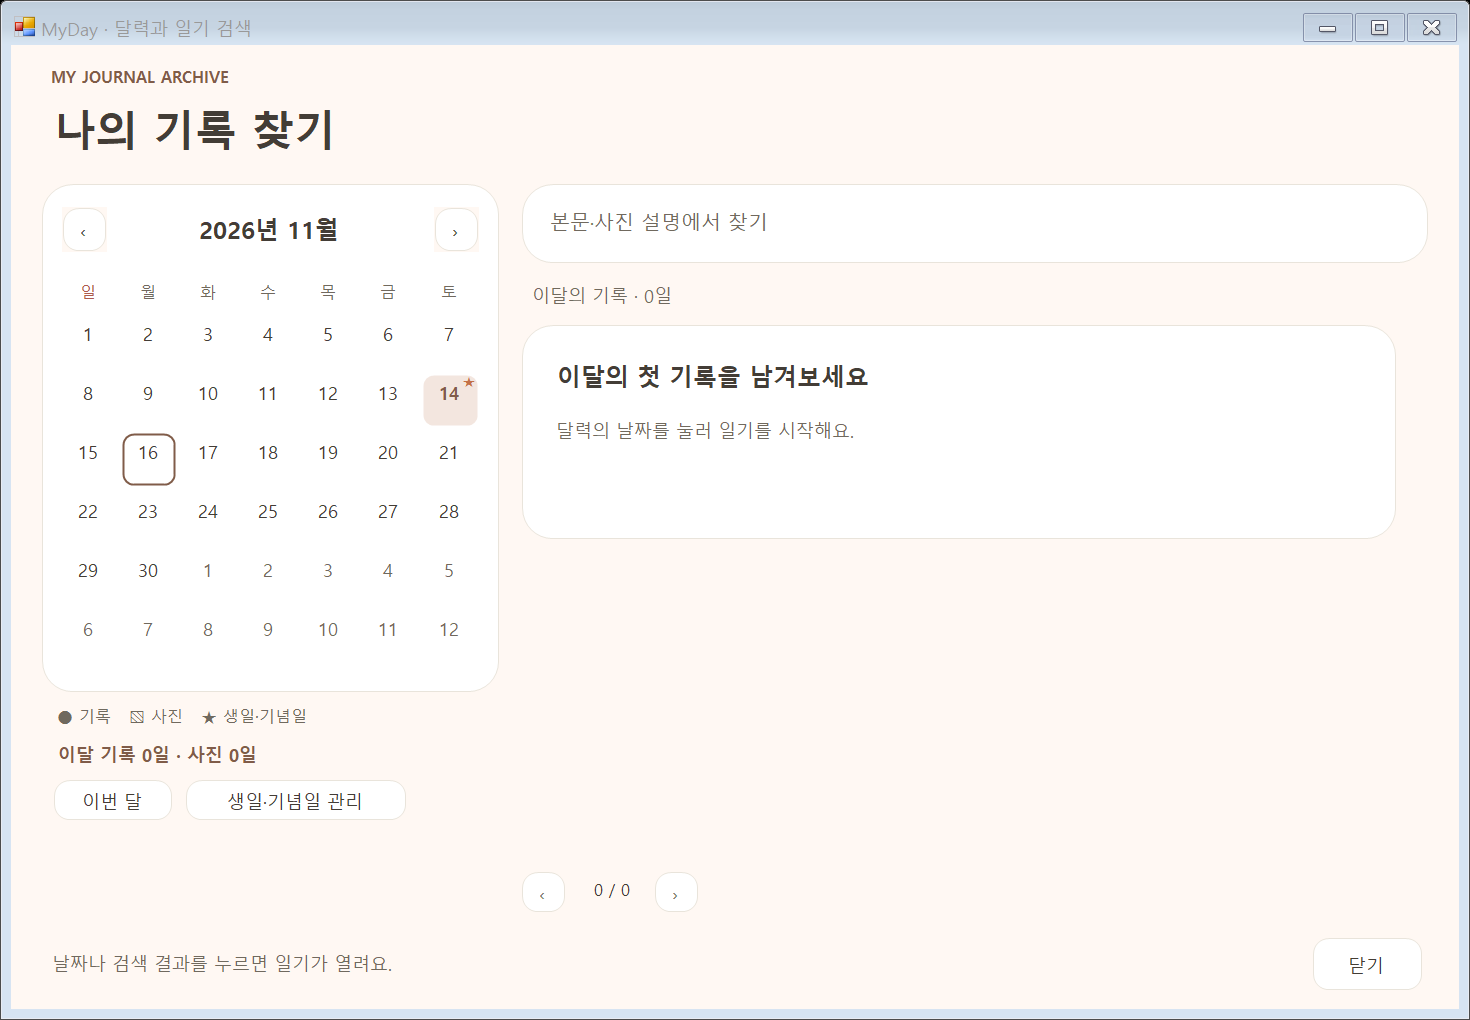 MyDay · 달력과 일기 검색
MY JOURNAL ARCHIVE
나의 기록 찾기
‹ 2026년 11월 ›
일 월 화 수 목 금 토
1 2 3 4 5 6 7
8 9 10 11 12 13 14 ★
15 16 17 18 19 20 21
22 23 24 25 26 27 28
29 30 1 2 3 4 5
6 7 8 9 10 11 12
● 기록 ▧ 사진 ★ 생일·기념일
이달 기록 0일 · 사진 0일
이번 달 생일·기념일 관리
본문·사진 설명에서 찾기
이달의 기록 · 0일
이달의 첫 기록을 남겨보세요
달력의 날짜를 눌러 일기를 시작해요.
‹ 0 / 0 ›
날짜나 검색 결과를 누르면 일기가 열려요.
닫기